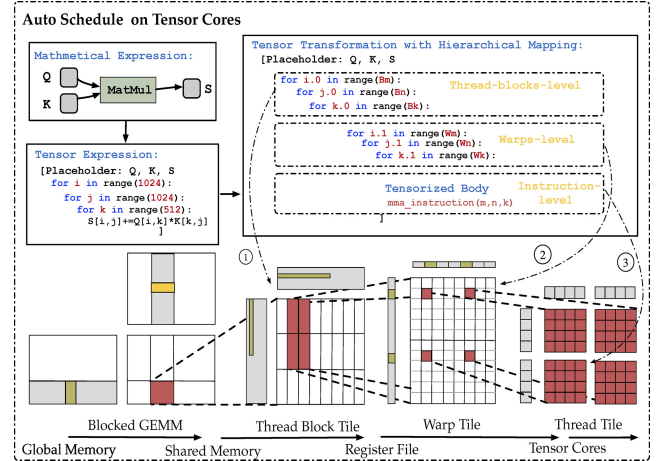 Auto Schedule on Tensor Cores
Mathmetical Expression:
Q
K
MatMul
S
Tensor Expression:
[Placeholder: Q, K, S
for i in range(1024):
for j in range(1024):
for k in range(512):
S[i,j]+=Q[i,k]*K[k,j]
]
Tensor Transformation with Hierarchical Mapping:
[Placeholder: Q, K, S
for i.0 in range(Bm):
for j.0 in range(Bn):
for k.0 in range(Bk):
Thread-blocks-level
for i.1 in range(Wm):
for j.1 in range(Wn):
for k.1 in range(Wk):
Warps-level
Tensorized Body
mma_instruction(m,n,k)
Instruction-
level
]
1
2
3
Blocked GEMM
Thread Block Tile
Warp Tile
Thread Tile
Global Memory
Shared Memory
Register File
Tensor Cores